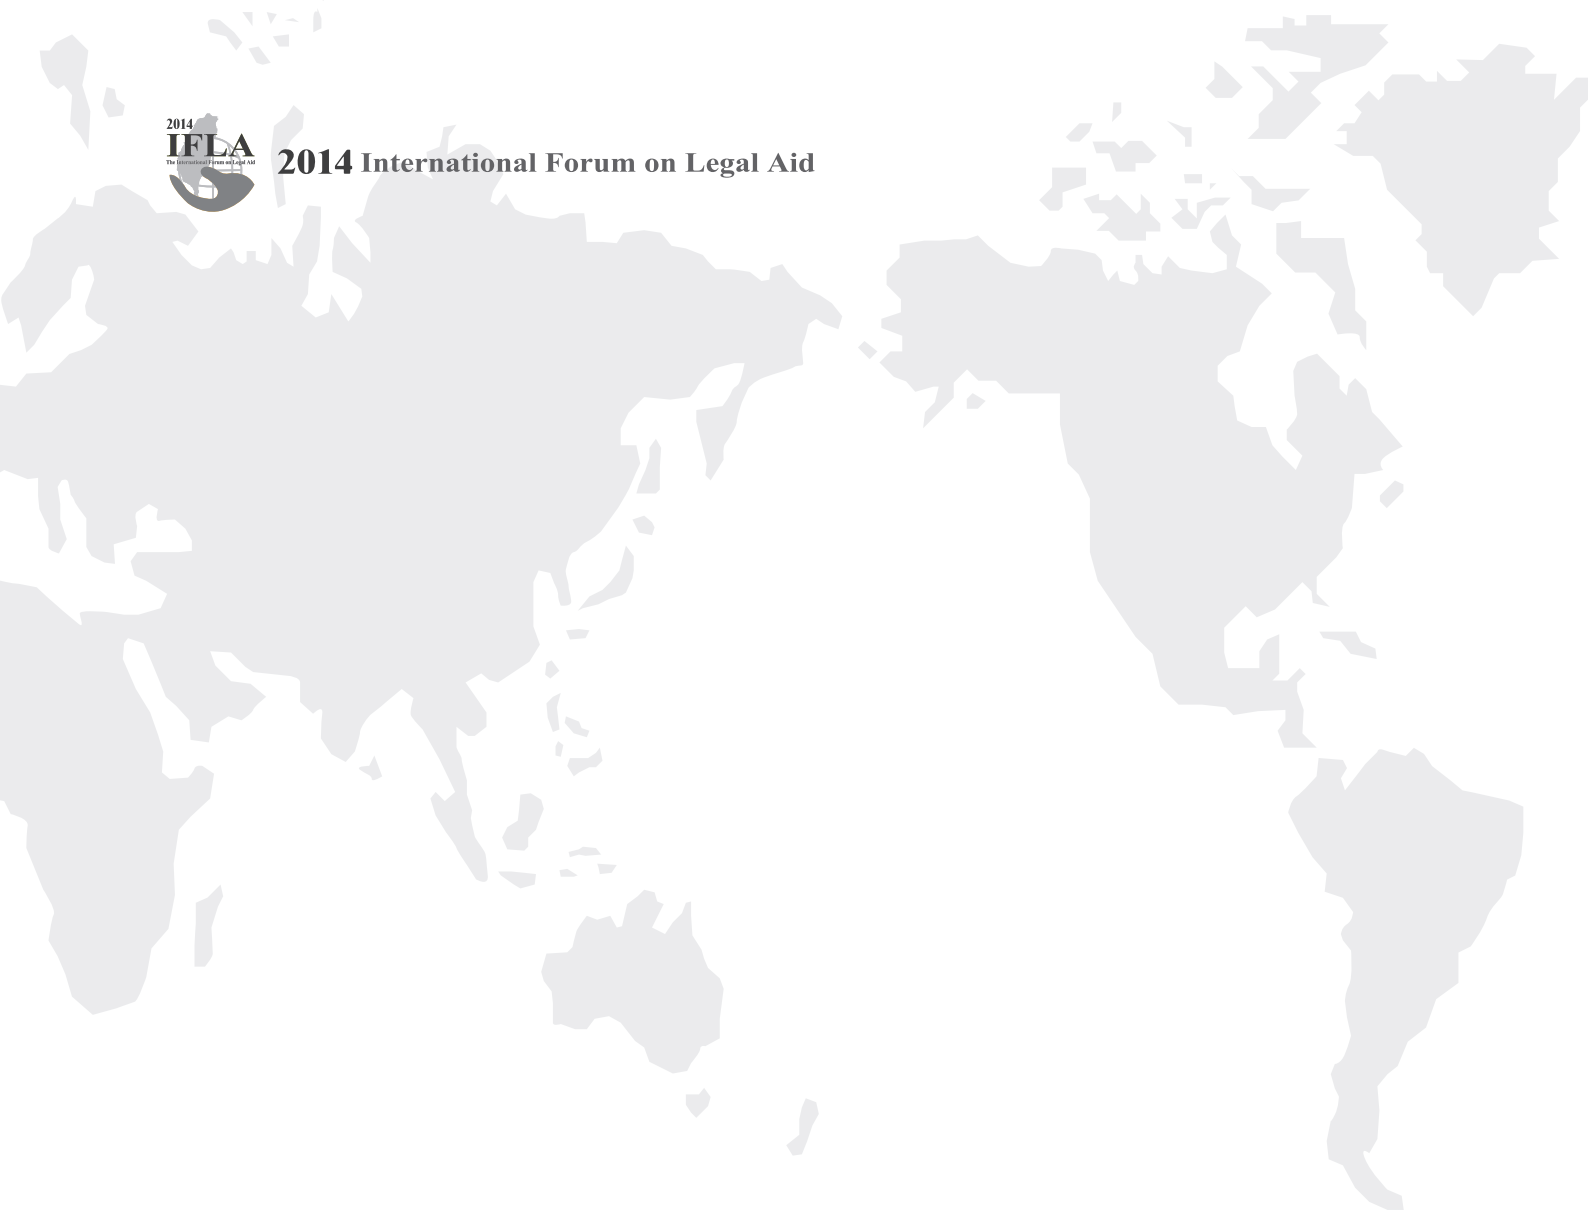 2014
IFLA
The International Forum on Legal Aid
2014 International Forum on Legal Aid